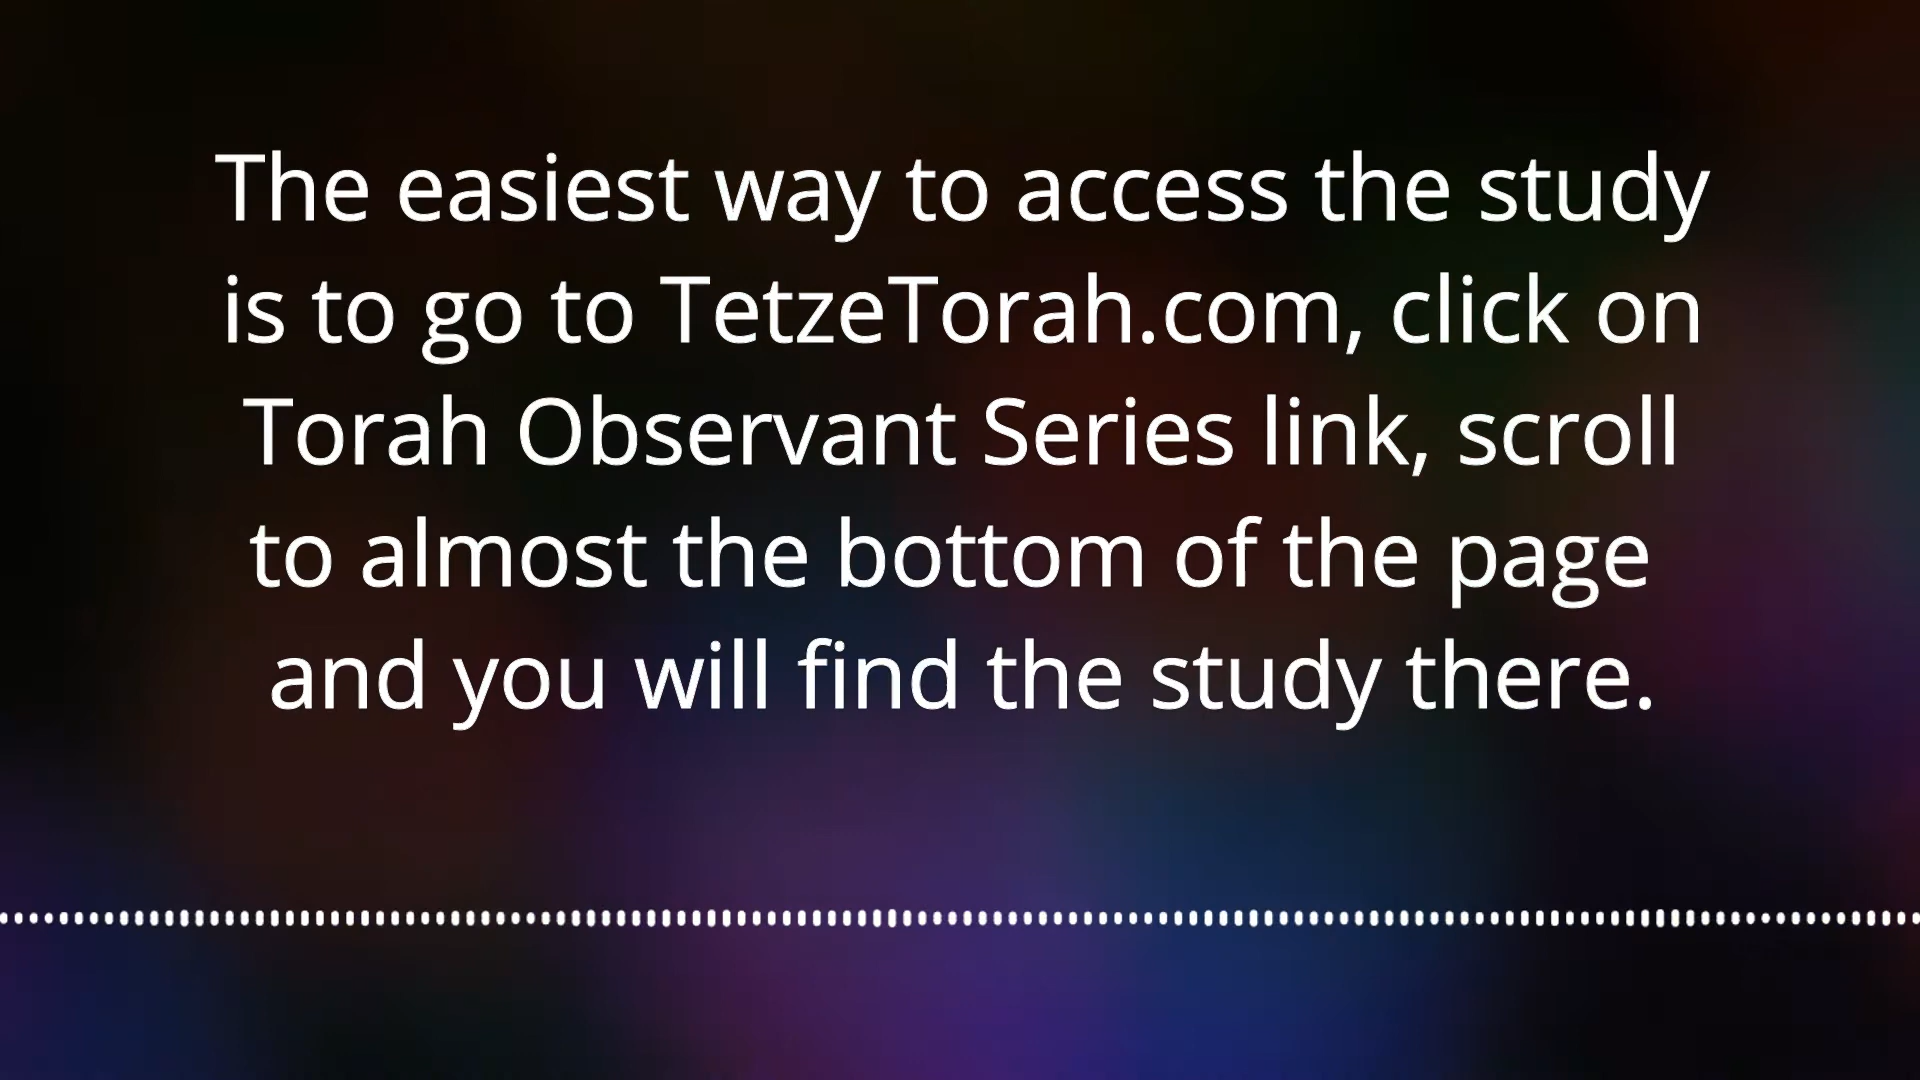 The easiest way to access the study
is to go to TetzeTorah.com, click on
Torah Observant Series link, scroll
to almost the bottom of the page
and you will find the study there.